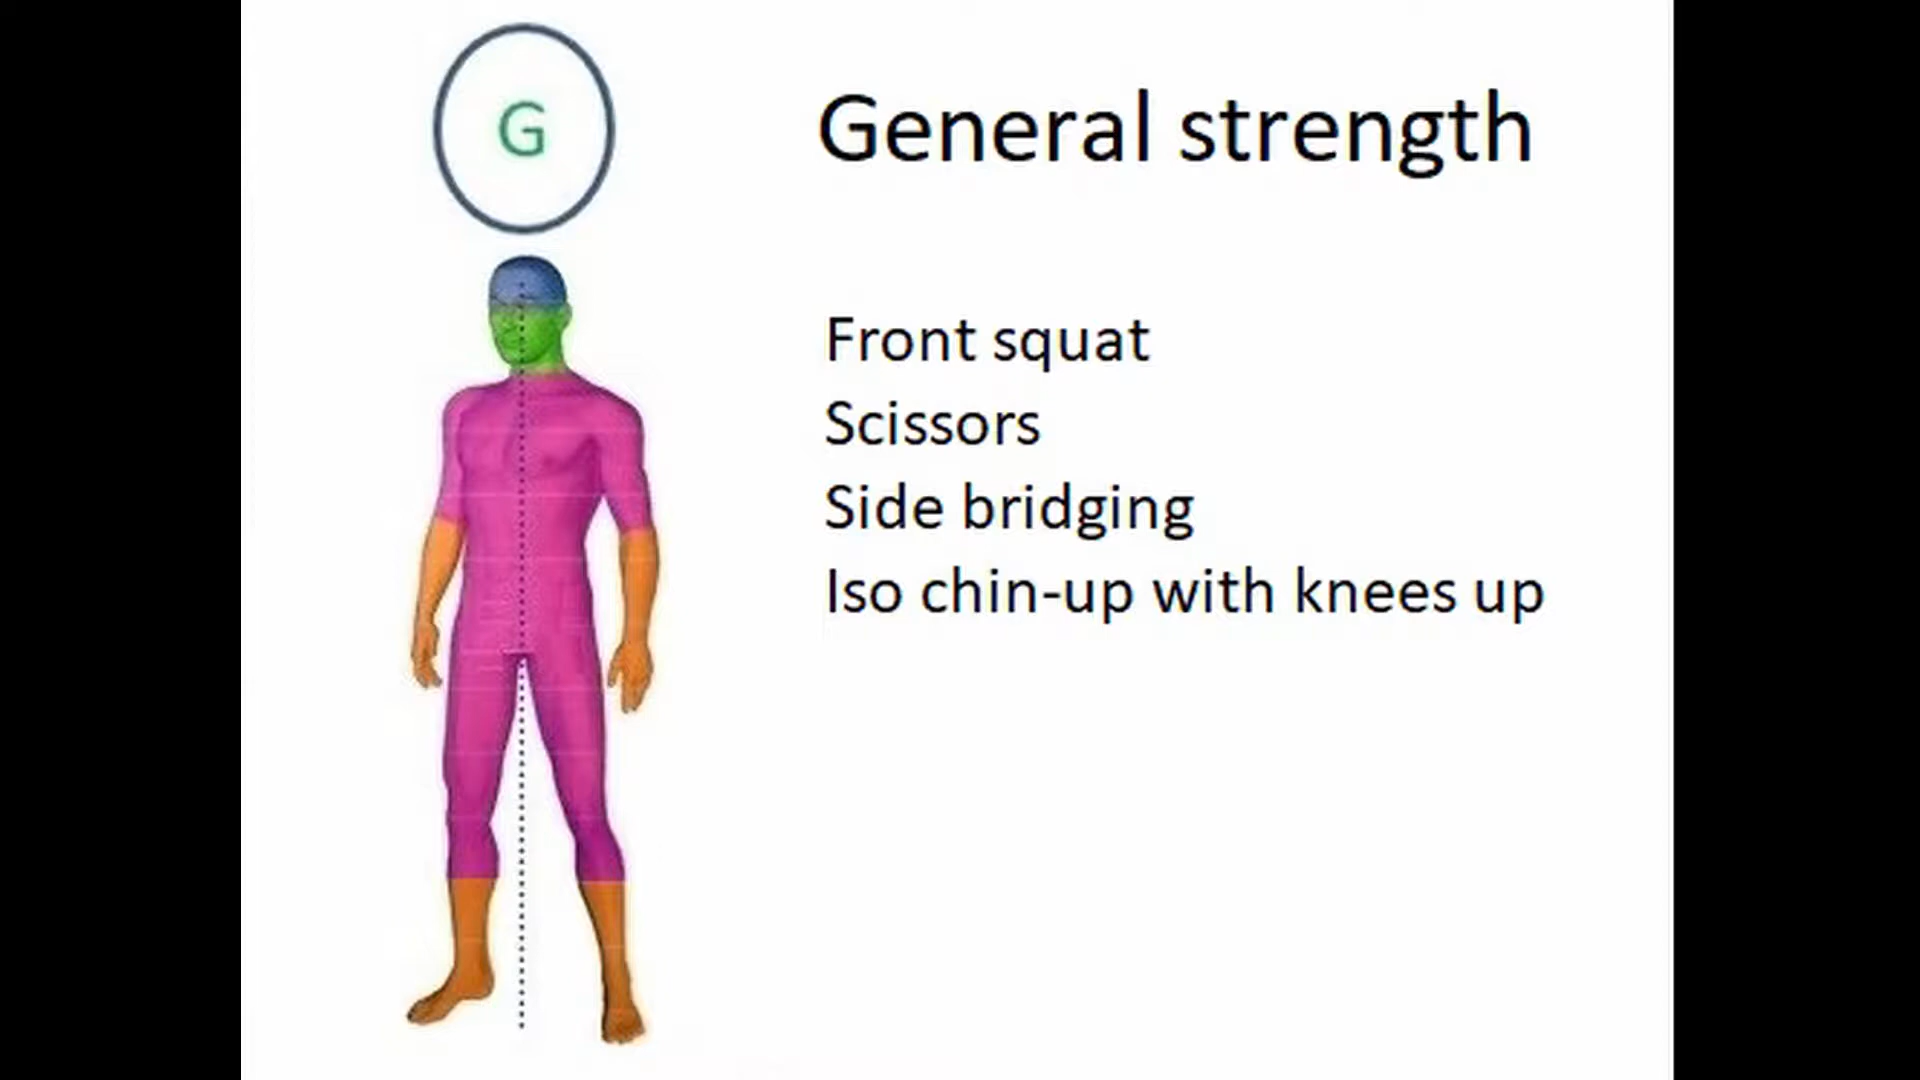 G
General strength
Front squat
Scissors
Side bridging
Iso chin-up with knees up